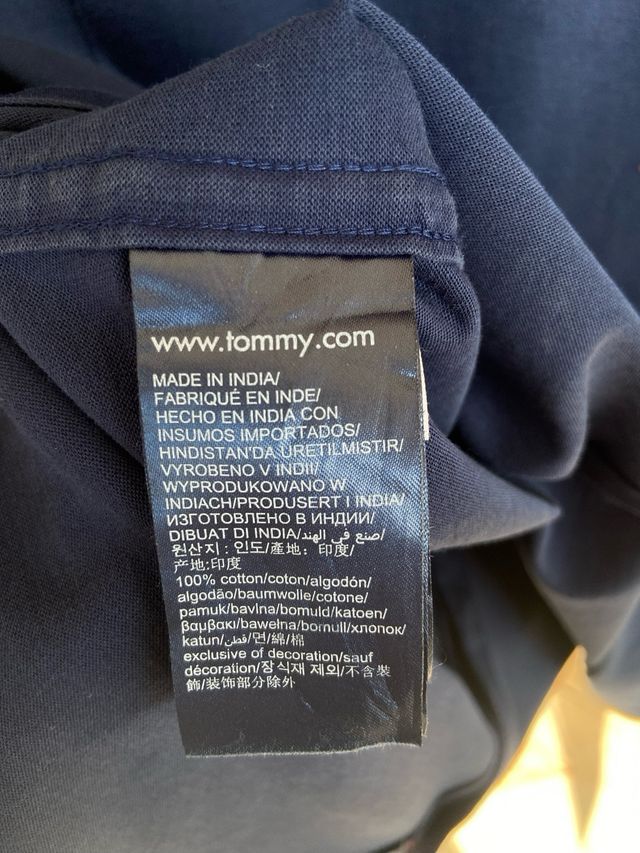 www.tommy.com
MADE IN INDIA/
FABRIQUÉ EN INDE/
HECHO EN INDIA CON
INSUMOS IMPORTADOS/
HINDISTAN'DA ÜRETILMISTIR/
VYROBENO V INDII/
WYPRODUKOWANO W
INDIACH/PRODUSERT I INDIA/
ИЗГОТОВЛЕНО В ИНДИИ/
DIBUAT DI INDIA/صنع في الهند/
원산지 : 인도/產地: 印度/
产地:印度
100% cotton/coton/algodón/
algodão/baumwolle/cotone/
pamuk/bavlna/bomuld/katoen/
βαμβακι/bawełna/bomull/хлопок/
katun/قطن/면/綿/棉
exclusive of decoration/sauf
décoration/장식재 제외/不含裝
飾/装饰部分除外